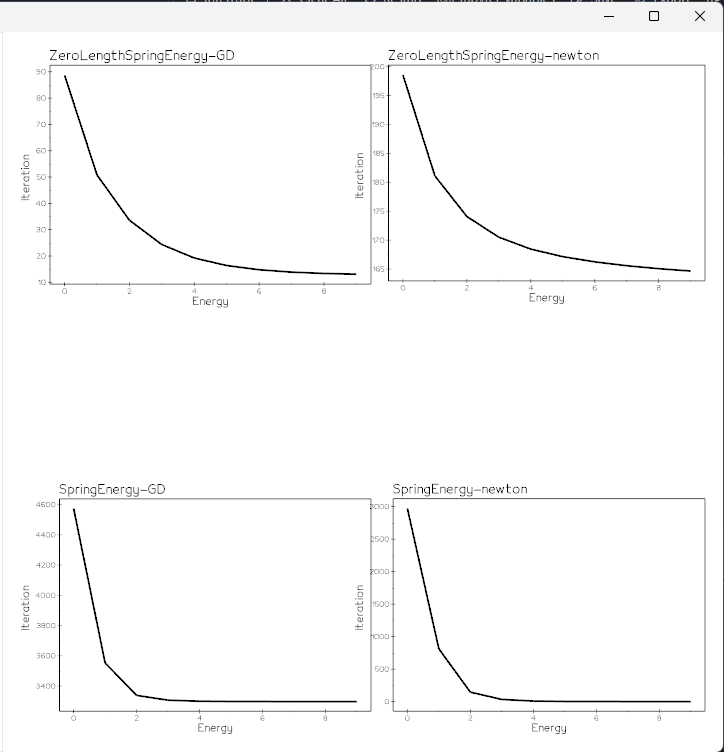 ZeroLengthSpringEnergy-GD
90
80
70
60
50
40
30
20
10
Iteration
0 2 4 6 8
Energy
ZeroLengthSpringEnergy-newton
200
195
190
185
180
175
170
165
Iteration
0 2 4 6 8
Energy
SpringEnergy-GD
4600
4400
4200
4000
3800
3600
3400
Iteration
0 2 4 6 8
Energy
SpringEnergy-newton
3000
2500
2000
1500
1000
500
0
Iteration
0 2 4 6 8
Energy